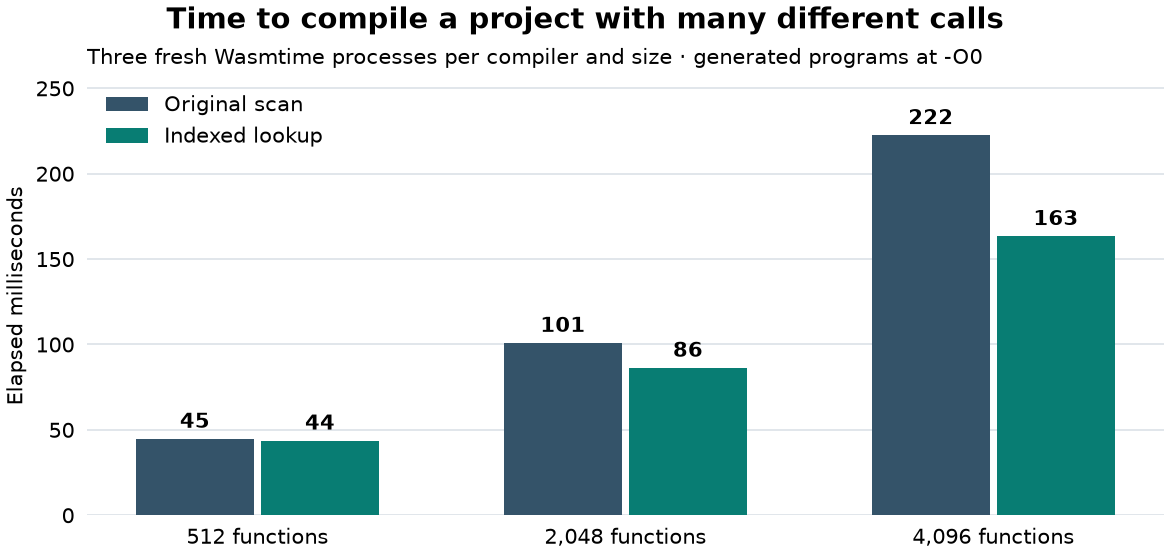 Time to compile a project with many different calls
Three fresh Wasmtime processes per compiler and size · generated programs at -O0
Elapsed milliseconds
250
200
150
100
50
0
Original scan
Indexed lookup
45
44
101
86
222
163
512 functions
2,048 functions
4,096 functions